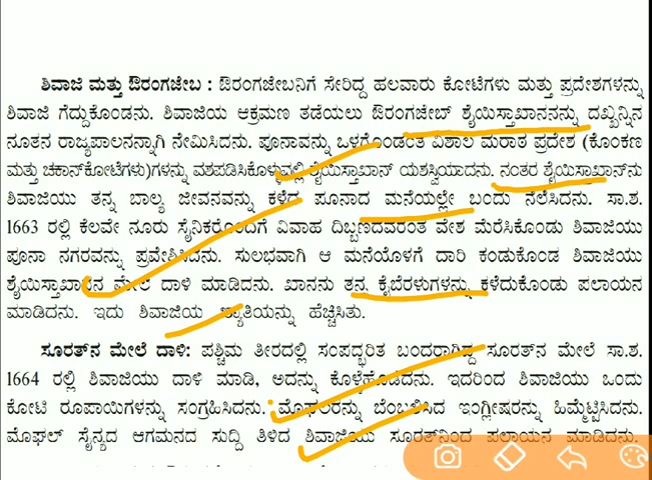 ಶಿವಾಜಿ ಮತ್ತು ಔರಂಗಜೇಬ : ಔರಂಗಜೇಬನಿಗೆ ಸೇರಿದ್ದ ಹಲವಾರು ಕೋಟೆಗಳು ಮತ್ತು ಪ್ರದೇಶಗಳನ್ನು
ಶಿವಾಜಿ ಗೆದ್ದುಕೊಂಡನು. ಶಿವಾಜಿಯ ಆಕ್ರಮಣ ತಡೆಯಲು ಔರಂಗಜೇಬ್ ಶೈಯಿಸ್ತಾಖಾನನನ್ನು ದಖ್ಖನ್ನಿನ
ನೂತನ ರಾಜ್ಯಪಾಲನನ್ನಾಗಿ ನೇಮಿಸಿದನು. ಪೂನಾವನ್ನು ಒಳಗೊಂಡಂತೆ ವಿಶಾಲ ಮರಾಠ ಪ್ರದೇಶ (ಕೊಂಕಣ
ಮತ್ತು ಚಕಾನ್‌ಕೋಟೆಗಳು)ಗಳನ್ನು ವಶಪಡಿಸಿಕೊಳ್ಳುವಲ್ಲಿ ಶೈಯಿಸ್ತಾಖಾನ್ ಯಶಸ್ವಿಯಾದನು. ನಂತರ ಶೈಯಿಸ್ತಾಖಾನ್‌ನು
ಶಿವಾಜಿಯು ತನ್ನ ಬಾಲ್ಯ ಜೀವನವನ್ನು ಕಳೆದ ಪೂನಾದ ಮನೆಯಲ್ಲೇ ಬಂದು ನೆಲೆಸಿದನು. ಸಾ.ಶ.
1663 ರಲ್ಲಿ ಕೆಲವೇ ನೂರು ಸೈನಿಕರೊಂದಿಗೆ ವಿವಾಹ ದಿಬ್ಬಣದವರಂತೆ ವೇಶ ಮೆರೆಸಿಕೊಂಡು ಶಿವಾಜಿಯು
ಪೂನಾ ನಗರವನ್ನು ಪ್ರವೇಶಿಸಿದನು. ಸುಲಭವಾಗಿ ಆ ಮನೆಯೊಳಗೆ ದಾರಿ ಕಂಡುಕೊಂಡ ಶಿವಾಜಿಯು
ಶೈಯಿಸ್ತಾಖಾನನ ಮೇಲೆ ದಾಳಿ ಮಾಡಿದನು. ಖಾನನು ತನ್ನ ಕೈಬೆರಳುಗಳನ್ನು ಕಳೆದುಕೊಂಡು ಪಲಾಯನ
ಮಾಡಿದನು. ಇದು ಶಿವಾಜಿಯ ಖ್ಯಾತಿಯನ್ನು ಹೆಚ್ಚಿಸಿತು.
ಸೂರತ್‌ನ ಮೇಲೆ ದಾಳಿ: ಪಶ್ಚಿಮ ತೀರದಲ್ಲಿ ಸಂಪದ್ಭರಿತ ಬಂದರಾಗಿದ್ದ ಸೂರತ್‌ನ ಮೇಲೆ ಸಾ.ಶ.
1664 ರಲ್ಲಿ ಶಿವಾಜಿಯು ದಾಳಿ ಮಾಡಿ, ಅದನ್ನು ಕೊಳ್ಳೆಹೊಡೆದನು. ಇದರಿಂದ ಶಿವಾಜಿಯು ಒಂದು
ಕೋಟಿ ರೂಪಾಯಿಗಳನ್ನು ಸಂಗ್ರಹಿಸಿದನು. ಮೊಘಲರನ್ನು ಬೆಂಬಲಿಸಿದ ಇಂಗ್ಲೀಷರನ್ನು ಹಿಮ್ಮೆಟ್ಟಿಸಿದನು.
ಮೊಘಲ್ ಸೈನ್ಯದ ಆಗಮನದ ಸುದ್ದಿ ತಿಳಿದ ಶಿವಾಜಿಯು ಸೂರತ್‌ನಿಂದ ಪಲಾಯನ ಮಾಡಿದನು.